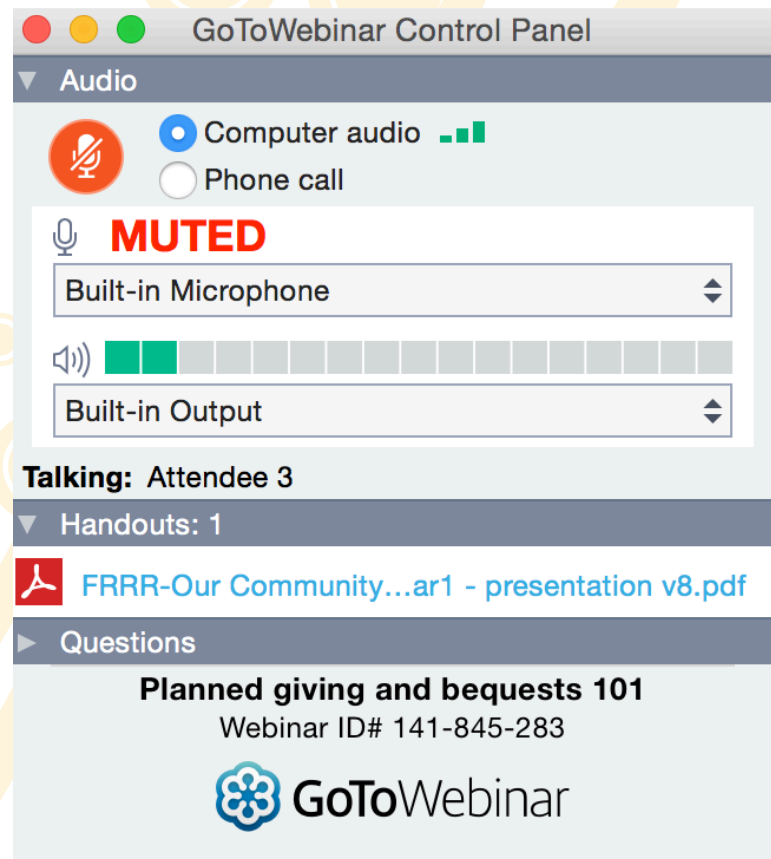 GoToWebinar Control Panel
Audio
Computer audio
Phone call
MUTED
Built-in Microphone
Built-in Output
Talking: Attendee 3
Handouts: 1
FRRR-Our Community...ar1 - presentation v8.pdf
Questions
Planned giving and bequests 101
Webinar ID# 141-845-283
GoToWebinar